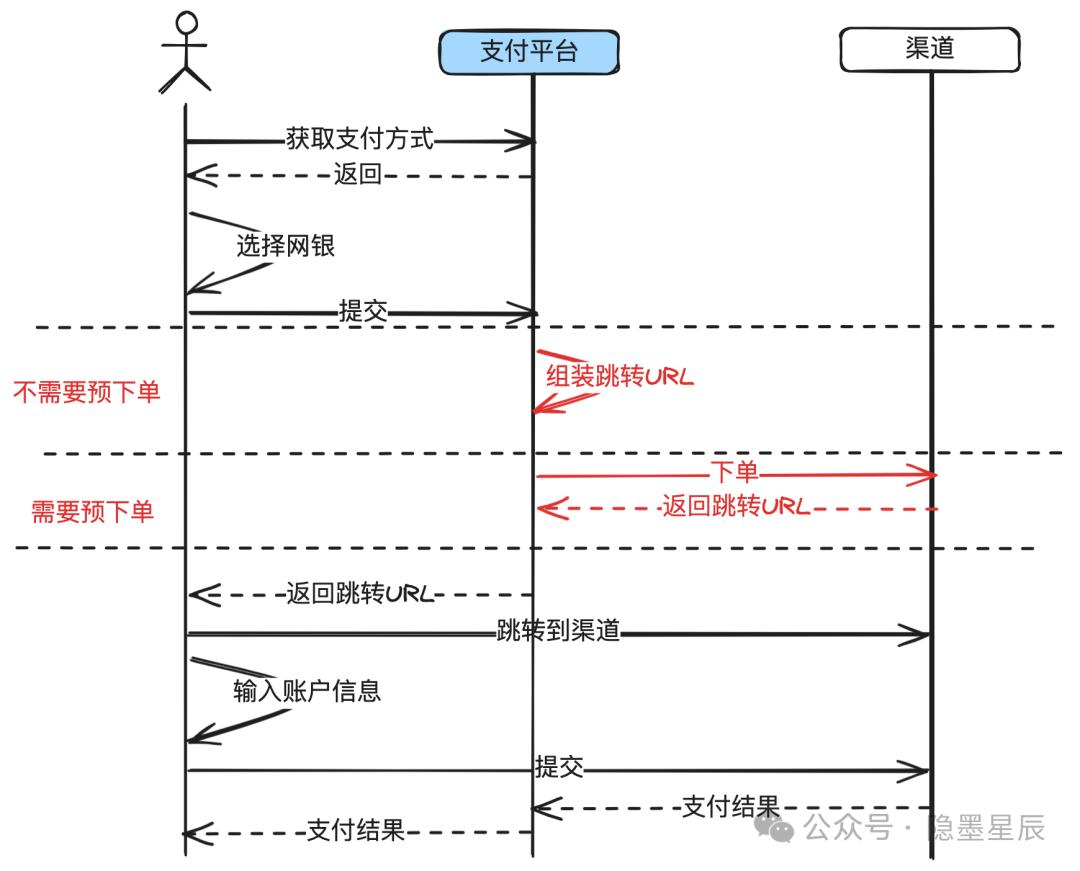 支付平台
渠道
获取支付方式
返回
选择网银
提交
不需要预下单
组装跳转URL
需要预下单
下单
返回跳转URL
返回跳转URL
跳转到渠道
输入账户信息
提交
支付结果
支付结果
公众号 · 隐墨星辰